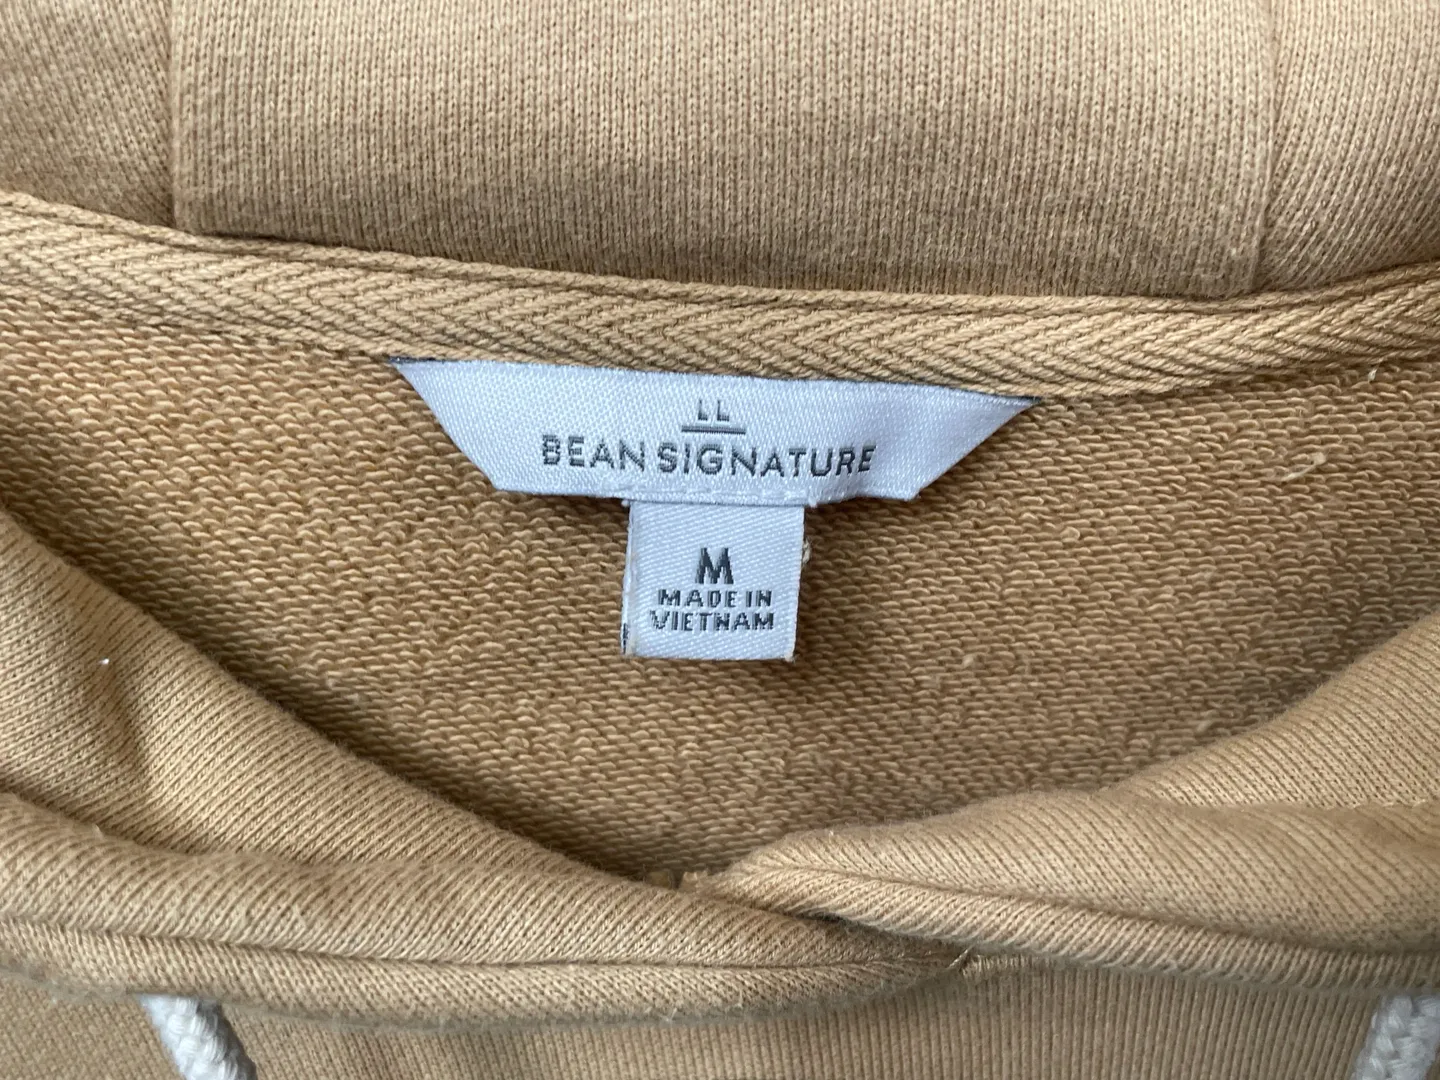 LL
BEAN SIGNATURE
M
MADE IN
VIETNAM